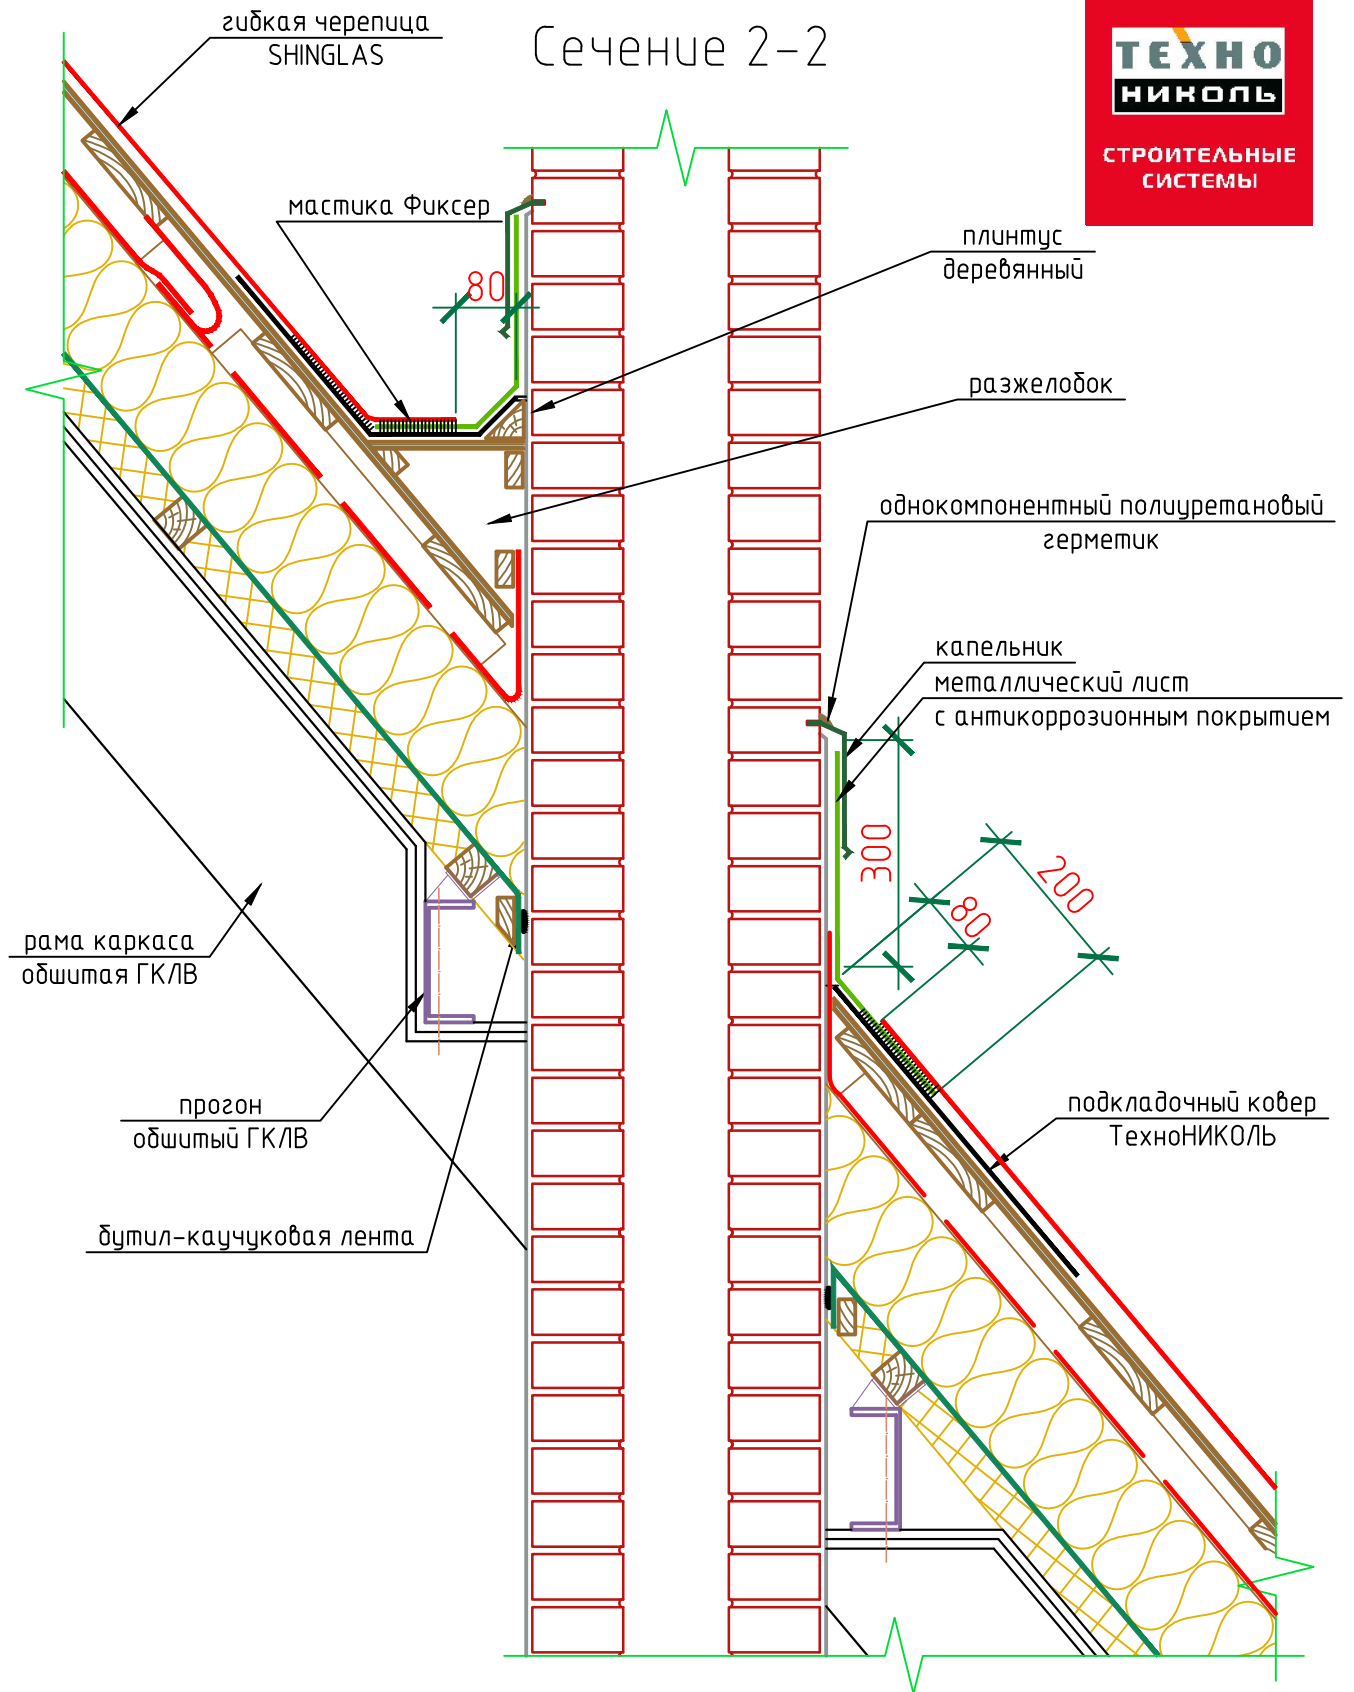 гибкая черепица
SHINGLAS
Сечение 2-2
ТЕХНО
НИКОЛЬ
СТРОИТЕЛЬНЫЕ
СИСТЕМЫ
мастика Фиксер
80
плинтус
деревянный
разжелобок
однокомпонентный полиуретановый
герметик
капельник
металлический лист
с антикоррозионным покрытием
300
80
200
рама каркаса
обшитая ГКЛВ
прогон
обшитый ГКЛВ
подкладочный ковер
ТехноНИКОЛЬ
бутил-каучуковая лента